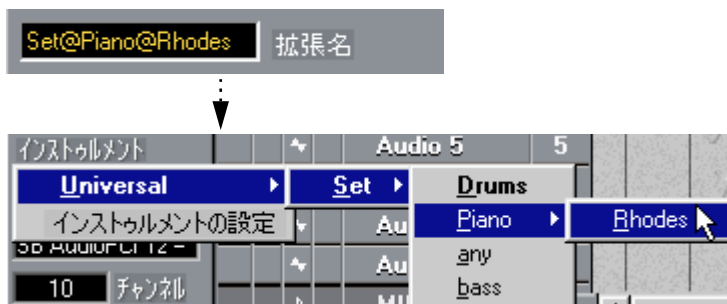 Set@Piano@Rhodes 拡張名
インストゥルメント Audio 5 5
Universal Set Drums
インストゥルメントの設定 Au Piano Rhodes
Au any
10 チャンネル bass